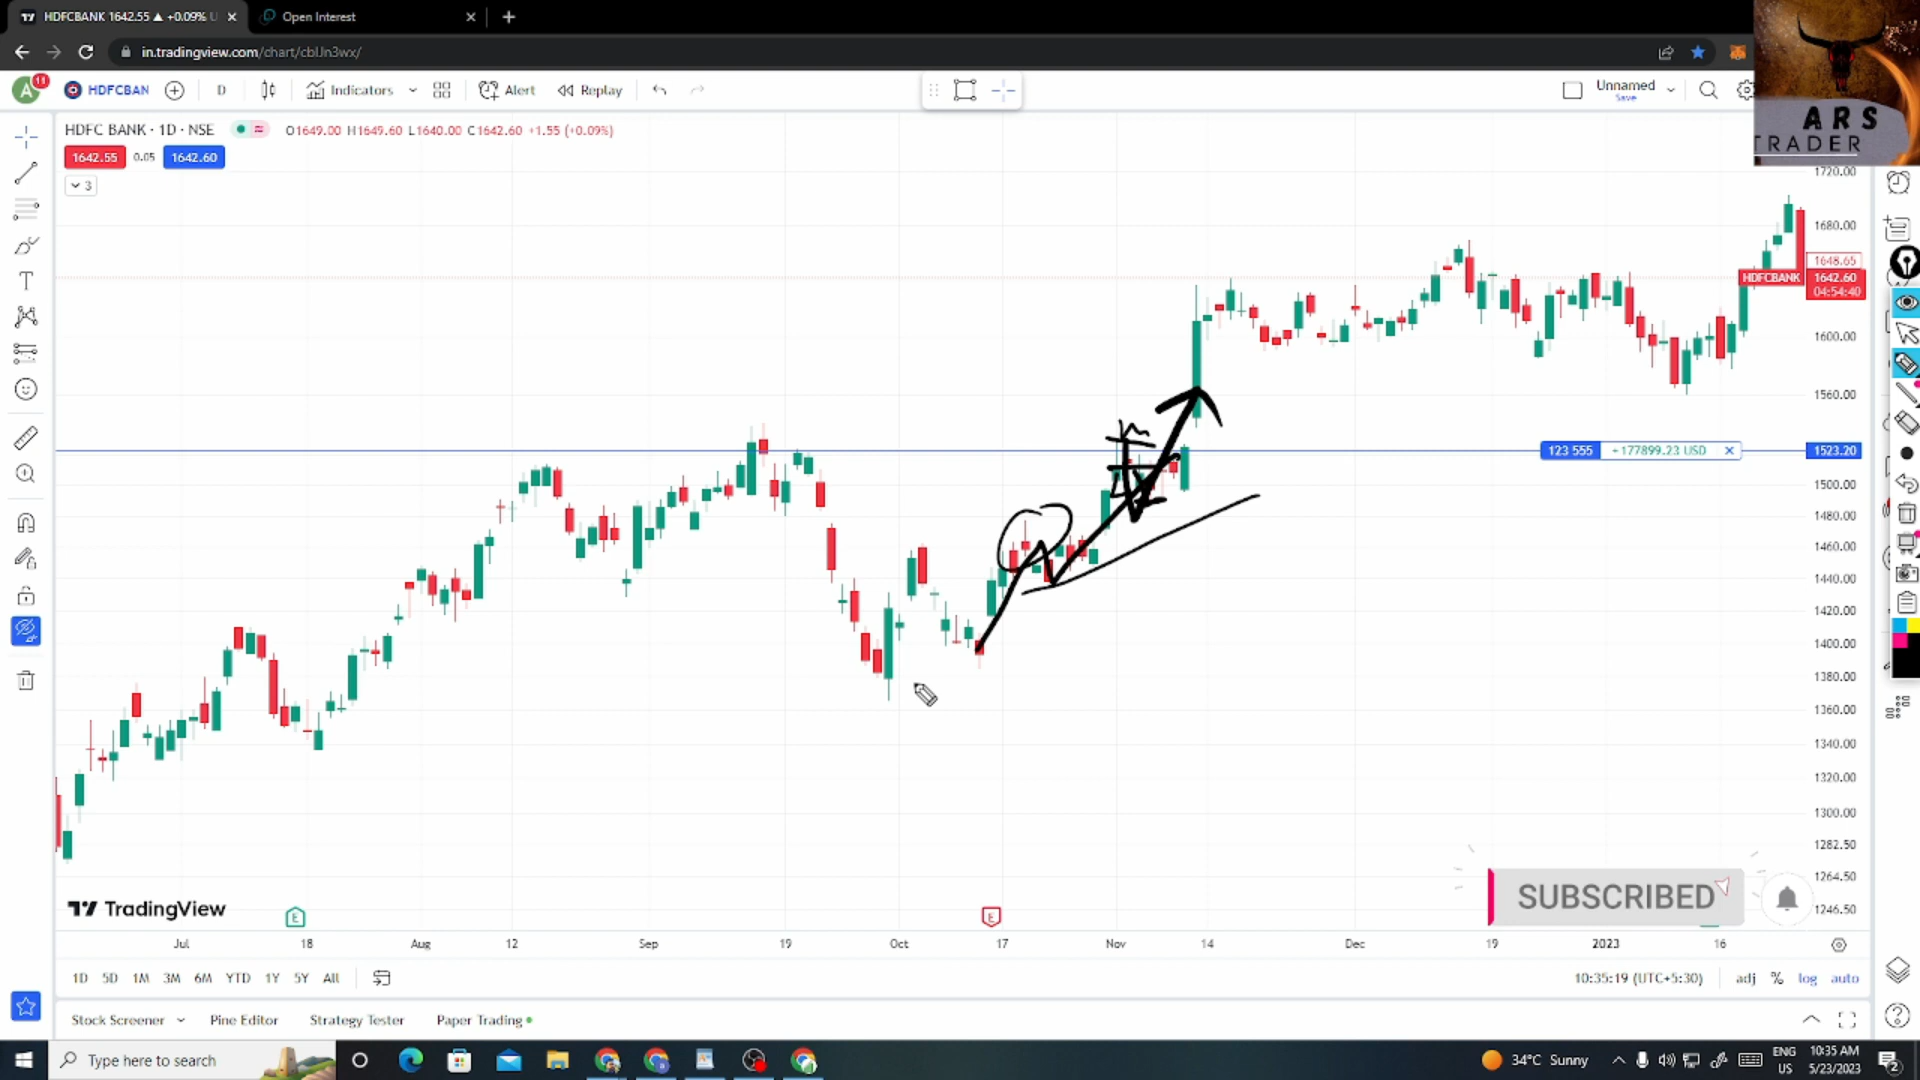 HDFCBANK 1642.55 ▲ +0.09% U
Open Interest
in.tradingview.com/chart/cblJn3wx/
A 11 HDFCBAN D Indicators Alert Replay Unnamed
Save
ARS
TRADER
HDFC BANK · 1D · NSE O1649.00 H1649.60 L1640.00 C1642.60 +1.55 (+0.09%)
1642.55 0.05 1642.60
3
1720.00
1680.00
1648.65
HDFCBANK 1642.60
04:54:40
1600.00
1560.00
123 555 +177899.23 USD 1523.20
1500.00
1480.00
1460.00
1440.00
1420.00
1400.00
1380.00
1360.00
1340.00
1320.00
1300.00
1282.50
1264.50
1246.50
SUBSCRIBED
TradingView
E E
Jul 18 Aug 12 Sep 19 Oct 17 Nov 14 Dec 19 2023 16
1D 5D 1M 3M 6M YTD 1Y 5Y All 10:35:19 (UTC+5:30) adj % log auto
Stock Screener Pine Editor Strategy Tester Paper Trading
Type here to search 34°C Sunny ENG US 10:35 AM 5/23/2023 2